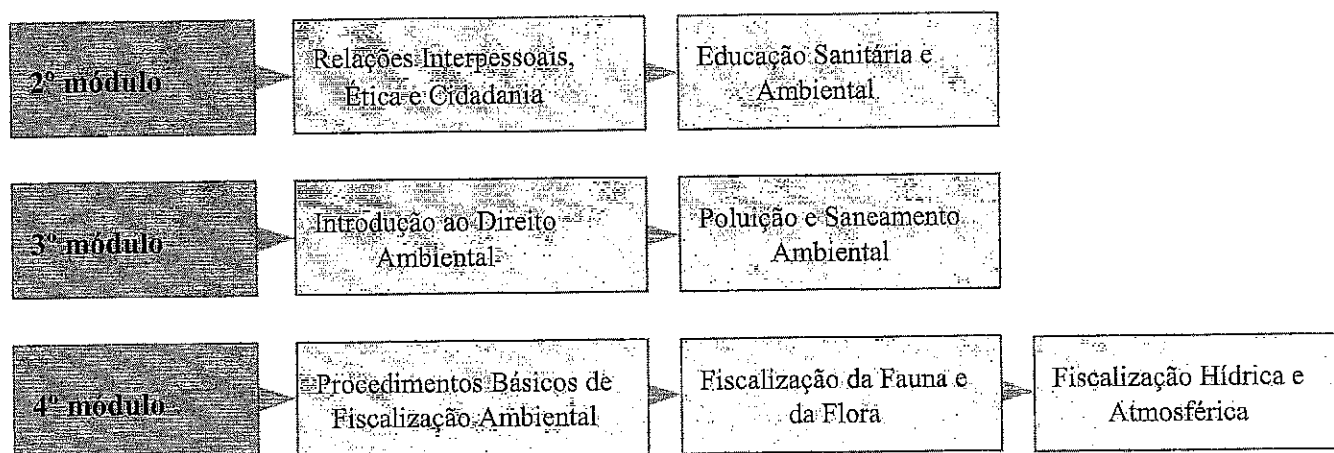 2º módulo
Relações Interpessoais,
Ética e Cidadania
Educação Sanitária e
Ambiental
3º módulo
Introdução ao Direito
Ambiental
Poluição e Saneamento
Ambiental
4º módulo
Procedimentos Básicos de
Fiscalização Ambiental
Fiscalização da Fauna e
da Flora
Fiscalização Hídrica e
Atmosférica